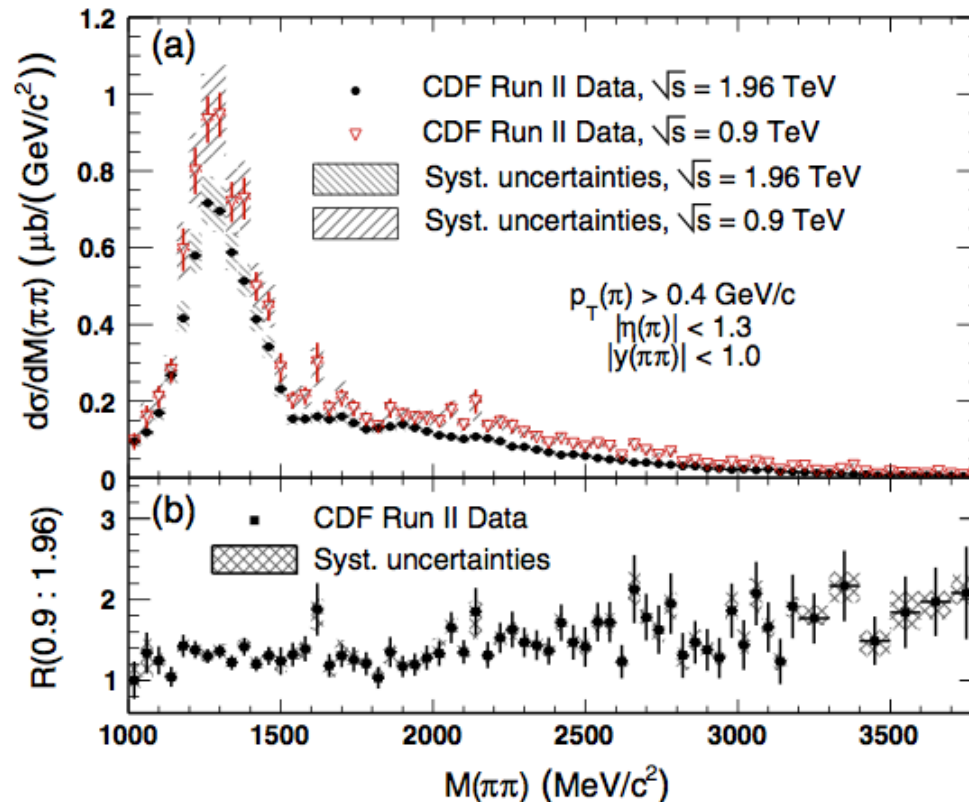 (a)
CDF Run II Data, √s = 1.96 TeV
CDF Run II Data, √s = 0.9 TeV
Syst. uncertainties, √s = 1.96 TeV
Syst. uncertainties, √s = 0.9 TeV
p_T(π) > 0.4 GeV/c
|η(π)| < 1.3
|y(ππ)| < 1.0
dσ/dM(ππ) (μb/(GeV/c²))
1.2
1
0.8
0.6
0.4
0.2
0
(b)
CDF Run II Data
Syst. uncertainties
R(0.9 : 1.96)
3
2
1
1000 1500 2000 2500 3000 3500
M(ππ) (MeV/c²)